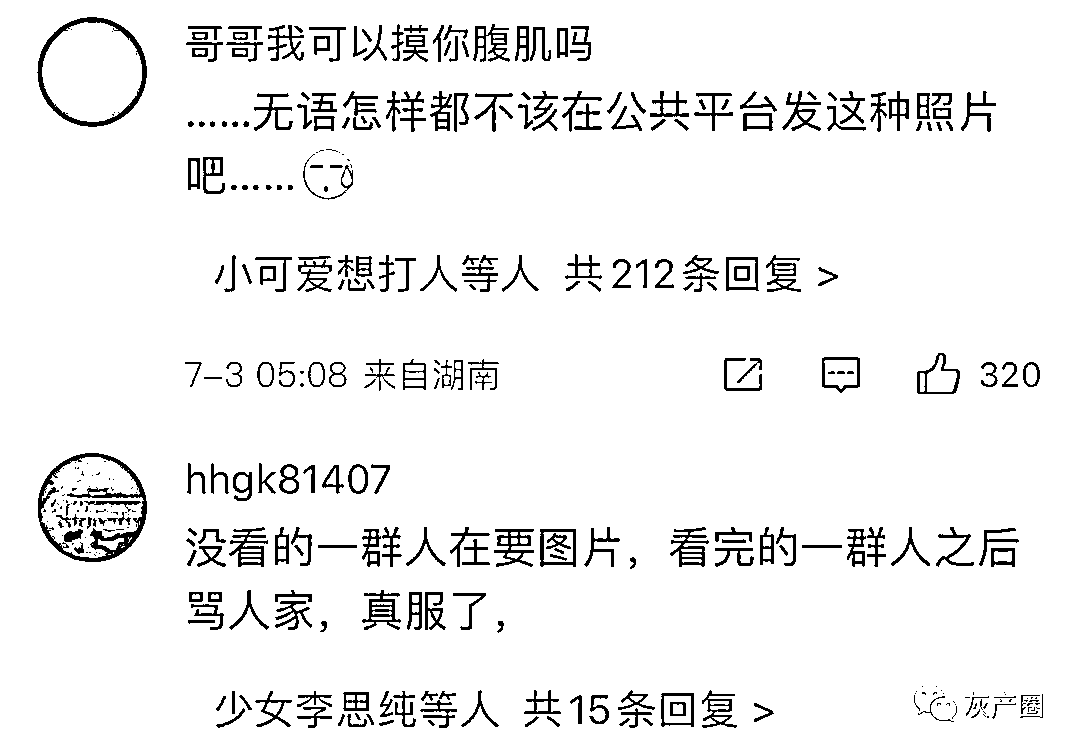 哥哥我可以摸你腹肌吗
……无语怎样都不该在公共平台发这种照片
吧……
小可爱想打人等人 共212条回复 >
7-3 05:08 来自湖南 320
hhgk81407
没看的一群人在要图片，看完的一群人之后
骂人家，真服了，
少女李思纯等人 共15条回复 >
灰产圈